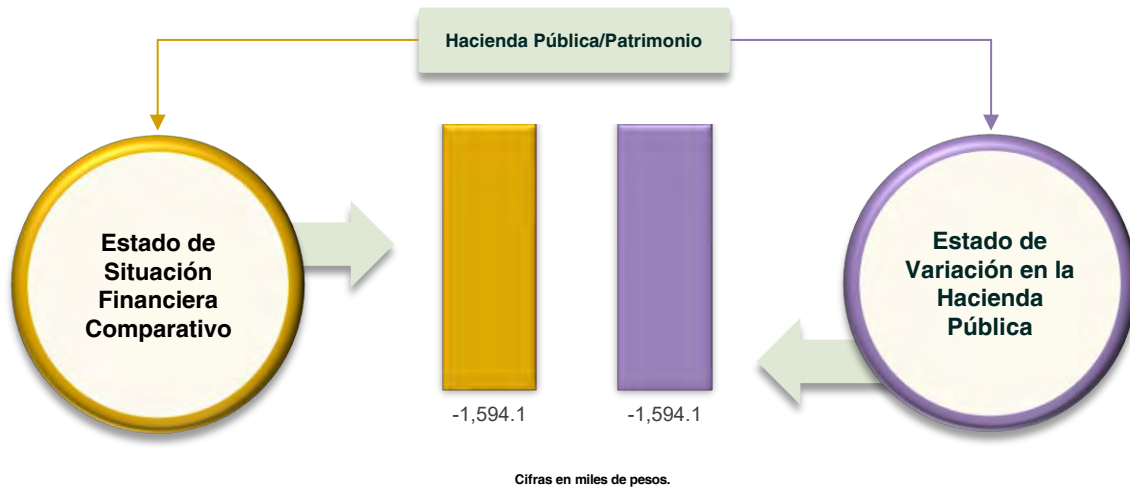 Hacienda Pública/Patrimonio
Estado de
Situación
Financiera
Comparativo
Estado de
Variación en la
Hacienda
Pública
-1,594.1
-1,594.1
Cifras en miles de pesos.